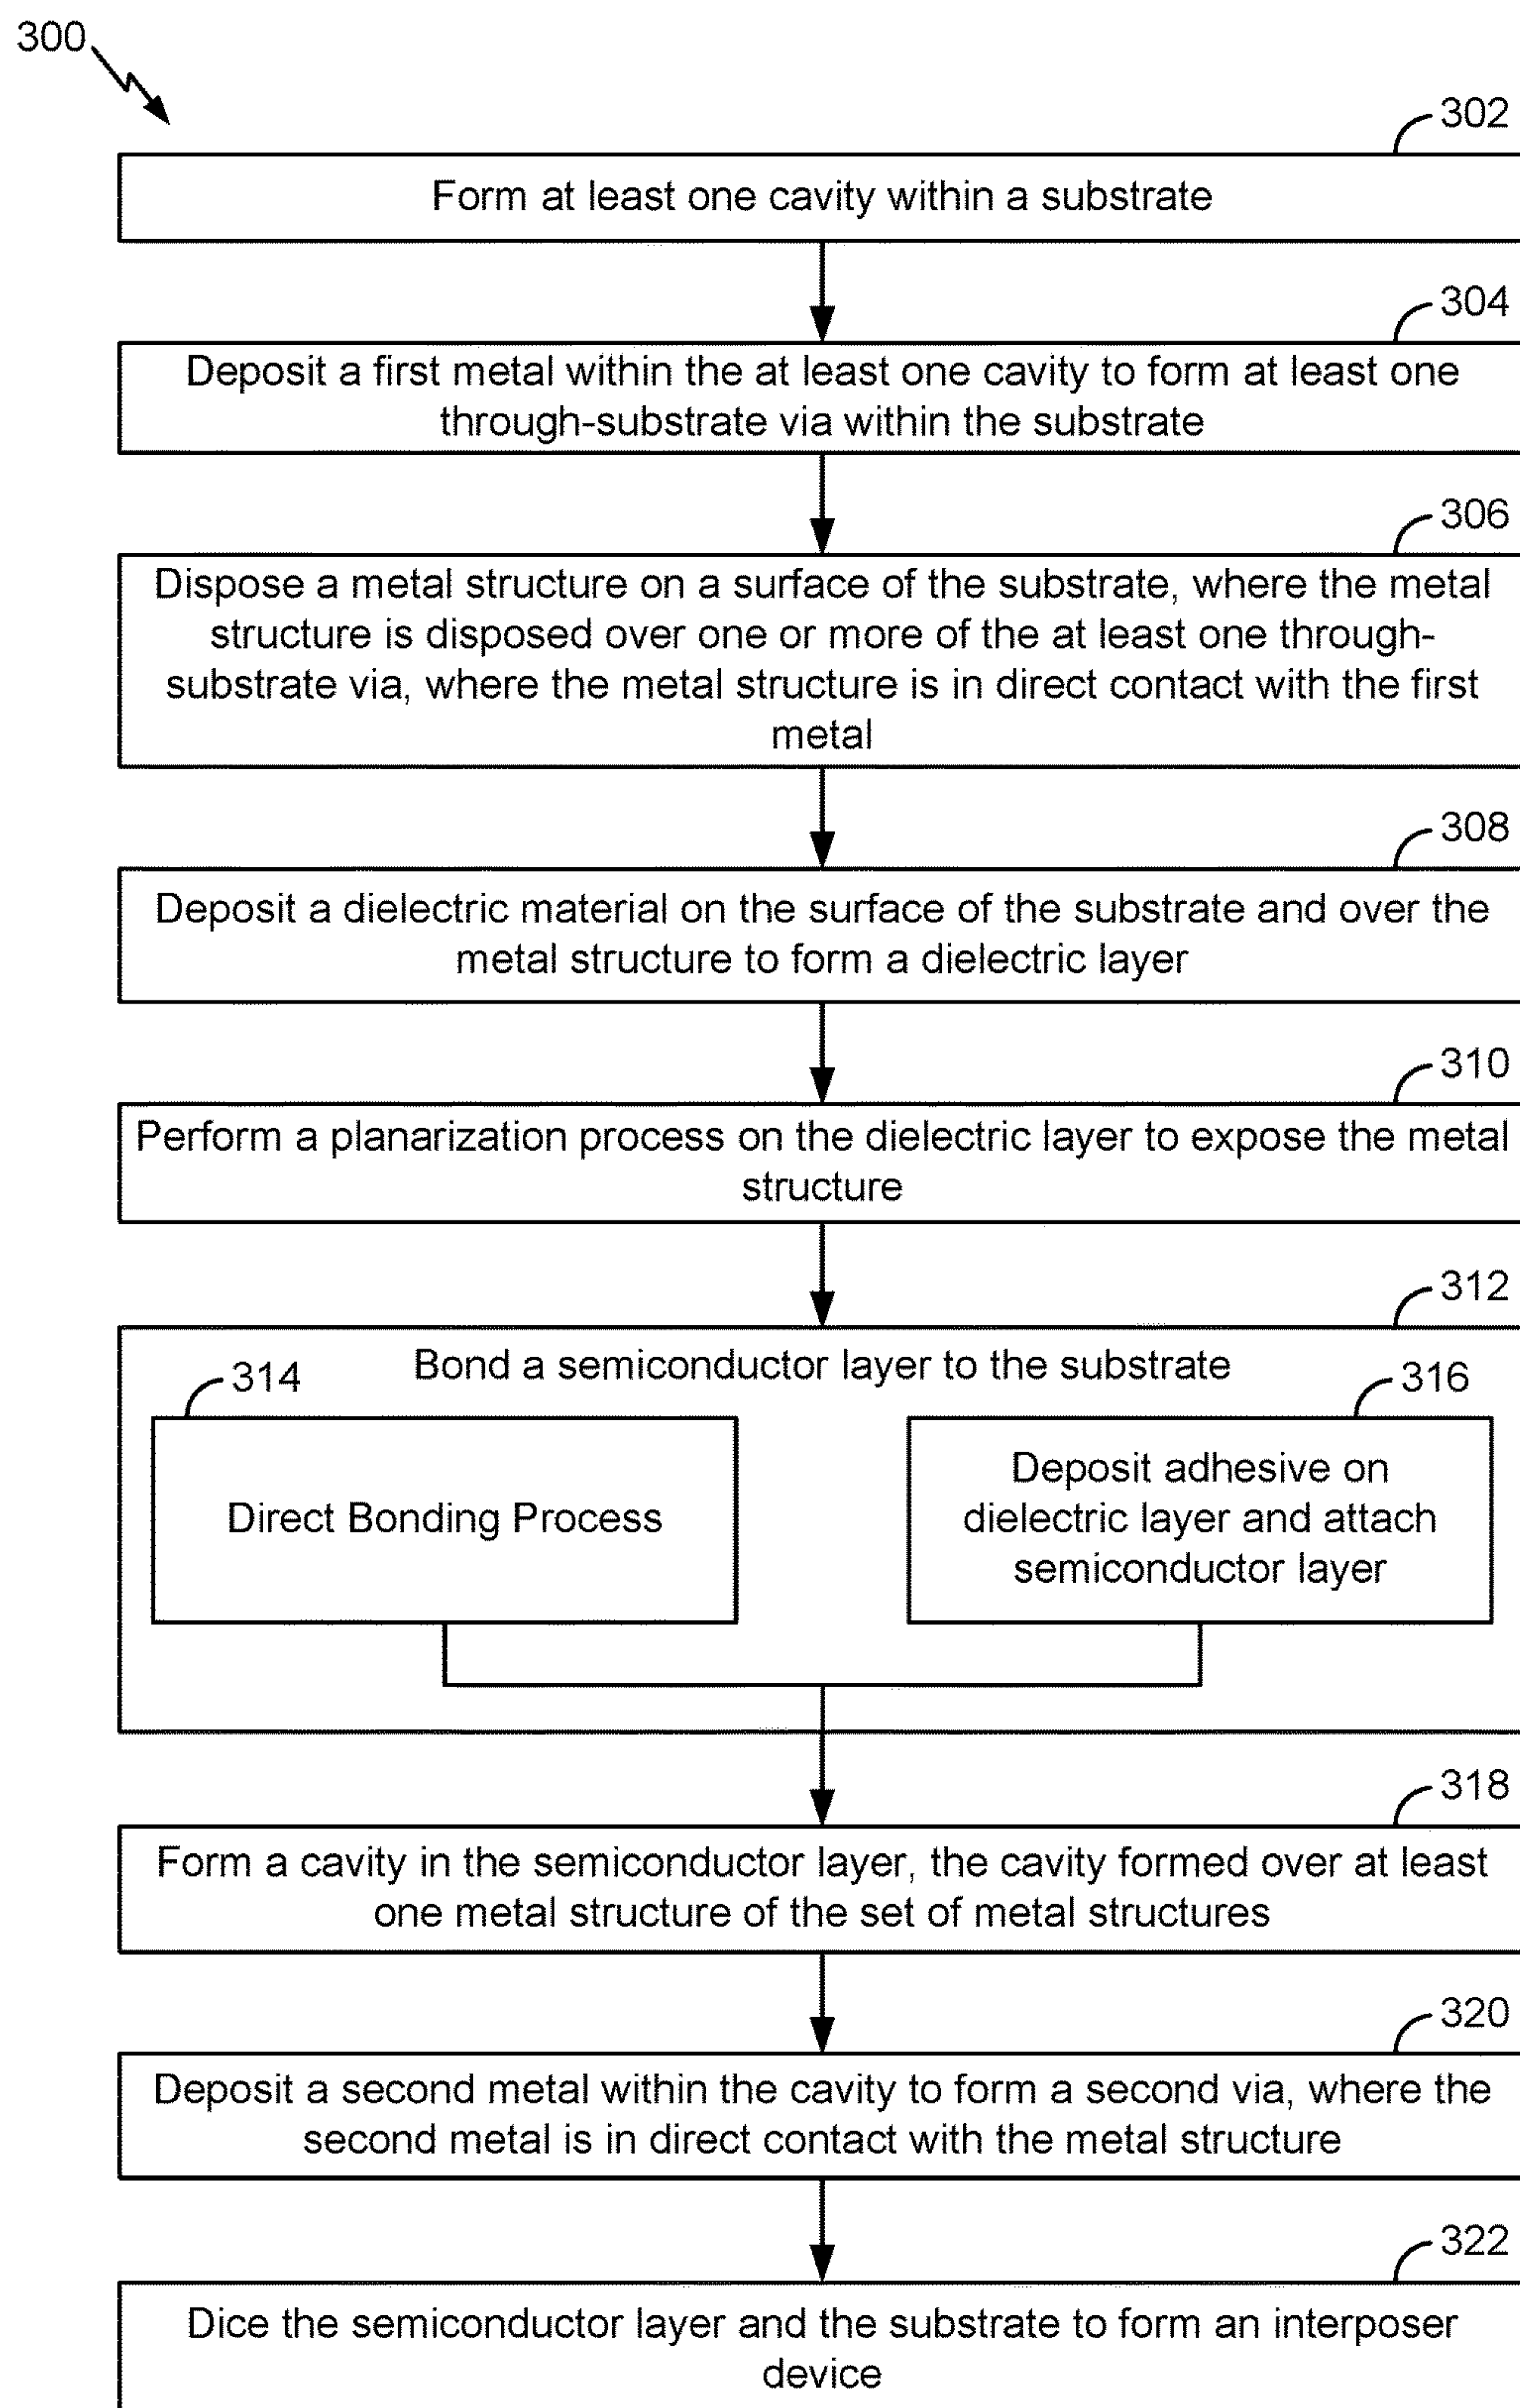 300
302
Form at least one cavity within a substrate
304
Deposit a first metal within the at least one cavity to form at least one
through-substrate via within the substrate
306
Dispose a metal structure on a surface of the substrate, where the metal
structure is disposed over one or more of the at least one through-
substrate via, where the metal structure is in direct contact with the first
metal
308
Deposit a dielectric material on the surface of the substrate and over the
metal structure to form a dielectric layer
310
Perform a planarization process on the dielectric layer to expose the metal
structure
312
Bond a semiconductor layer to the substrate
314
Direct Bonding Process
316
Deposit adhesive on
dielectric layer and attach
semiconductor layer
318
Form a cavity in the semiconductor layer, the cavity formed over at least
one metal structure of the set of metal structures
320
Deposit a second metal within the cavity to form a second via, where the
second metal is in direct contact with the metal structure
322
Dice the semiconductor layer and the substrate to form an interposer
device